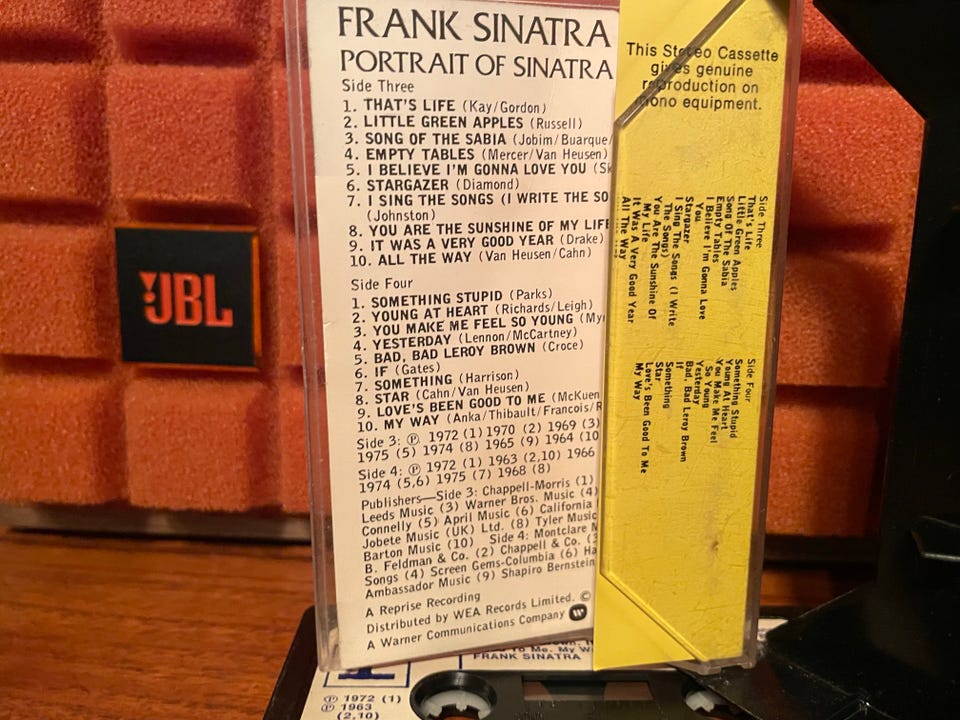 JBL
FRANK SINATRA
PORTRAIT OF SINATRA
Side Three
1. THAT'S LIFE (Kay/Gordon)
2. LITTLE GREEN APPLES (Russell)
3. SONG OF THE SABIA (Jobim/Buarque/
4. EMPTY TABLES (Mercer/Van Heusen)
5. I BELIEVE I'M GONNA LOVE YOU (Sk
6. STARGAZER (Diamond)
7. I SING THE SONGS (I WRITE THE SO
(Johnston)
8. YOU ARE THE SUNSHINE OF MY LIFE
9. IT WAS A VERY GOOD YEAR (Drake)
10. ALL THE WAY (Van Heusen/Cahn)
Side Four
1. SOMETHING STUPID (Parks)
2. YOUNG AT HEART (Richards/Leigh)
3. YOU MAKE ME FEEL SO YOUNG (My
4. YESTERDAY (Lennon/McCartney)
5. BAD, BAD LEROY BROWN (Croce)
6. IF (Gates)
7. SOMETHING (Harrison)
8. STAR (Cahn/Van Heusen)
9. LOVE'S BEEN GOOD TO ME (McKuen
10. MY WAY (Anka/Thibault/Francois/R
Side 3: ℗ 1972 (1) 1970 (2) 1969 (3)
1975 (5) 1974 (8) 1965 (9) 1964 (10
Side 4: ℗ 1972 (1) 1963 (2,10) 1966
1974 (5,6) 1975 (7) 1968 (8)
Publishers—Side 3: Chappell-Morris (1)
Leeds Music (3) Warner Bros. Music (4)
Connelly (5) April Music (6) California
Jobete Music (UK) Ltd. (8) Tyler Music
Barton Music (10) Side 4: Montclare M
B. Feldman & Co. (2) Chappell & Co. (3
Songs (4) Screen Gems-Columbia (6) Ha
Ambassador Music (9) Shapiro Bernstein
A Reprise Recording
Distributed by WEA Records Limited. ©
A Warner Communications Company
This Stereo Cassette
gives genuine
reproduction on
mono equipment.
Side Three
That's Life
Little Green Apples
Song Of The Sabia
Empty Tables
I Believe I'm Gonna Love
You
Stargazer
I Sing The Songs (I Write
The Songs)
You Are The Sunshine Of
My Life
It Was A Very Good Year
All The Way
Side Four
Something Stupid
Young At Heart
You Make Me Feel
So Young
Yesterday
Bad, Bad Leroy Brown
If
Something
Star
Love's Been Good To Me
My Way
To Me. My W
FRANK SINATRA
℗ 1972 (1)
℗ 1963
(2,10)